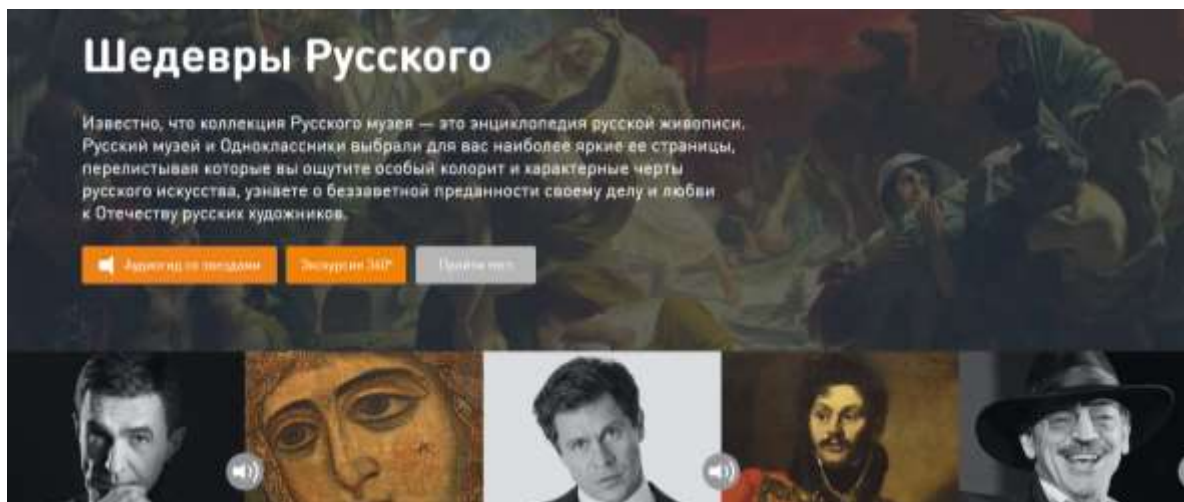 Шедевры Русского
Известно, что коллекция Русского музея — это энциклопедия русской живописи.
Русский музей и Одноклассники выбрали для вас наиболее яркие ее страницы,
перелистывая которые вы ощутите особый колорит и характерные черты
русского искусства, узнаете о беззаветной преданности своему делу и любви
к Отечеству русских художников.
Аудиогид со звездами Экскурсия 360° Пройти